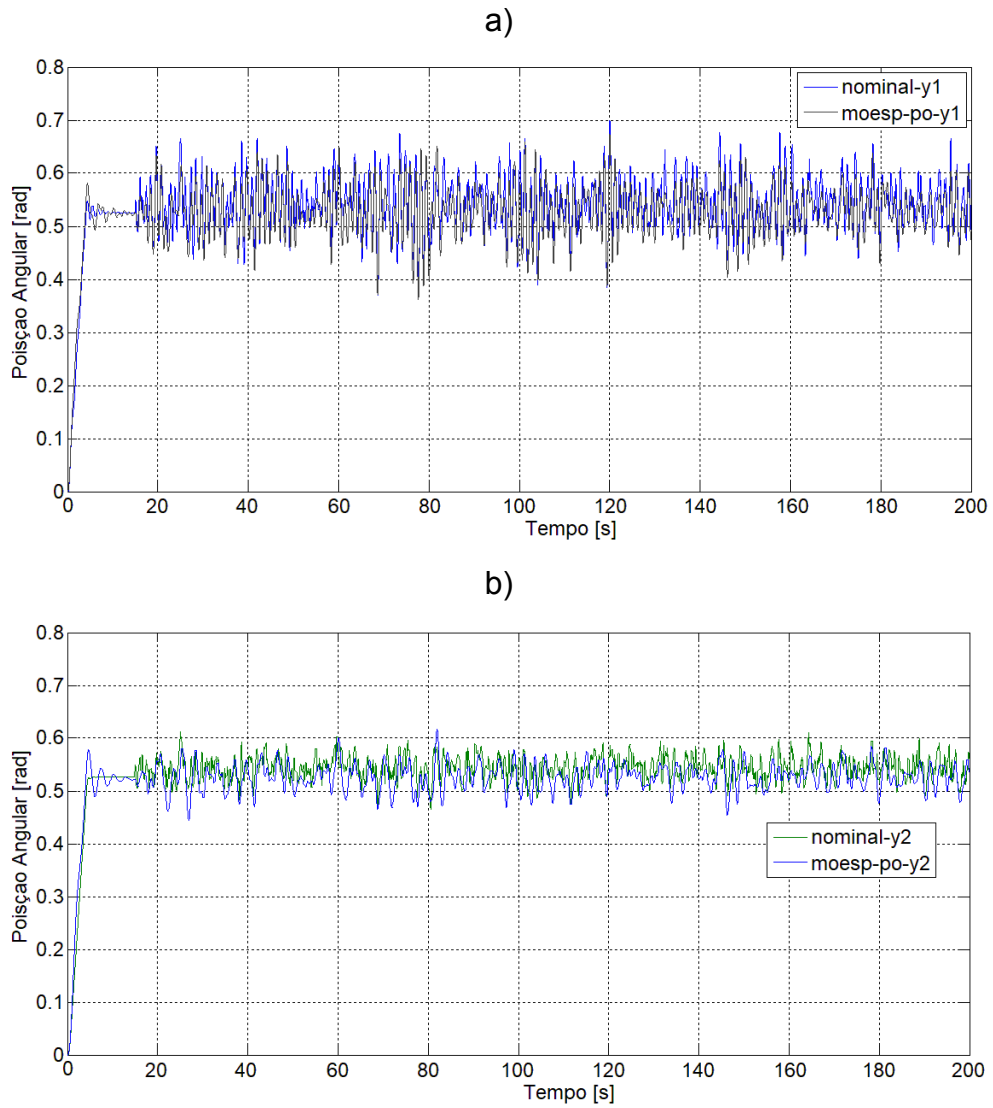 a)
0.8
0.7
0.6
0.5
0.4
0.3
0.2
0.1
0
Poisçao Angular [rad]
nominal-y1
moesp-po-y1
0 20 40 60 80 100 120 140 160 180 200
Tempo [s]
b)
0.8
0.7
0.6
0.5
0.4
0.3
0.2
0.1
0
Poisçao Angular [rad]
nominal-y2
moesp-po-y2
0 20 40 60 80 100 120 140 160 180 200
Tempo [s]